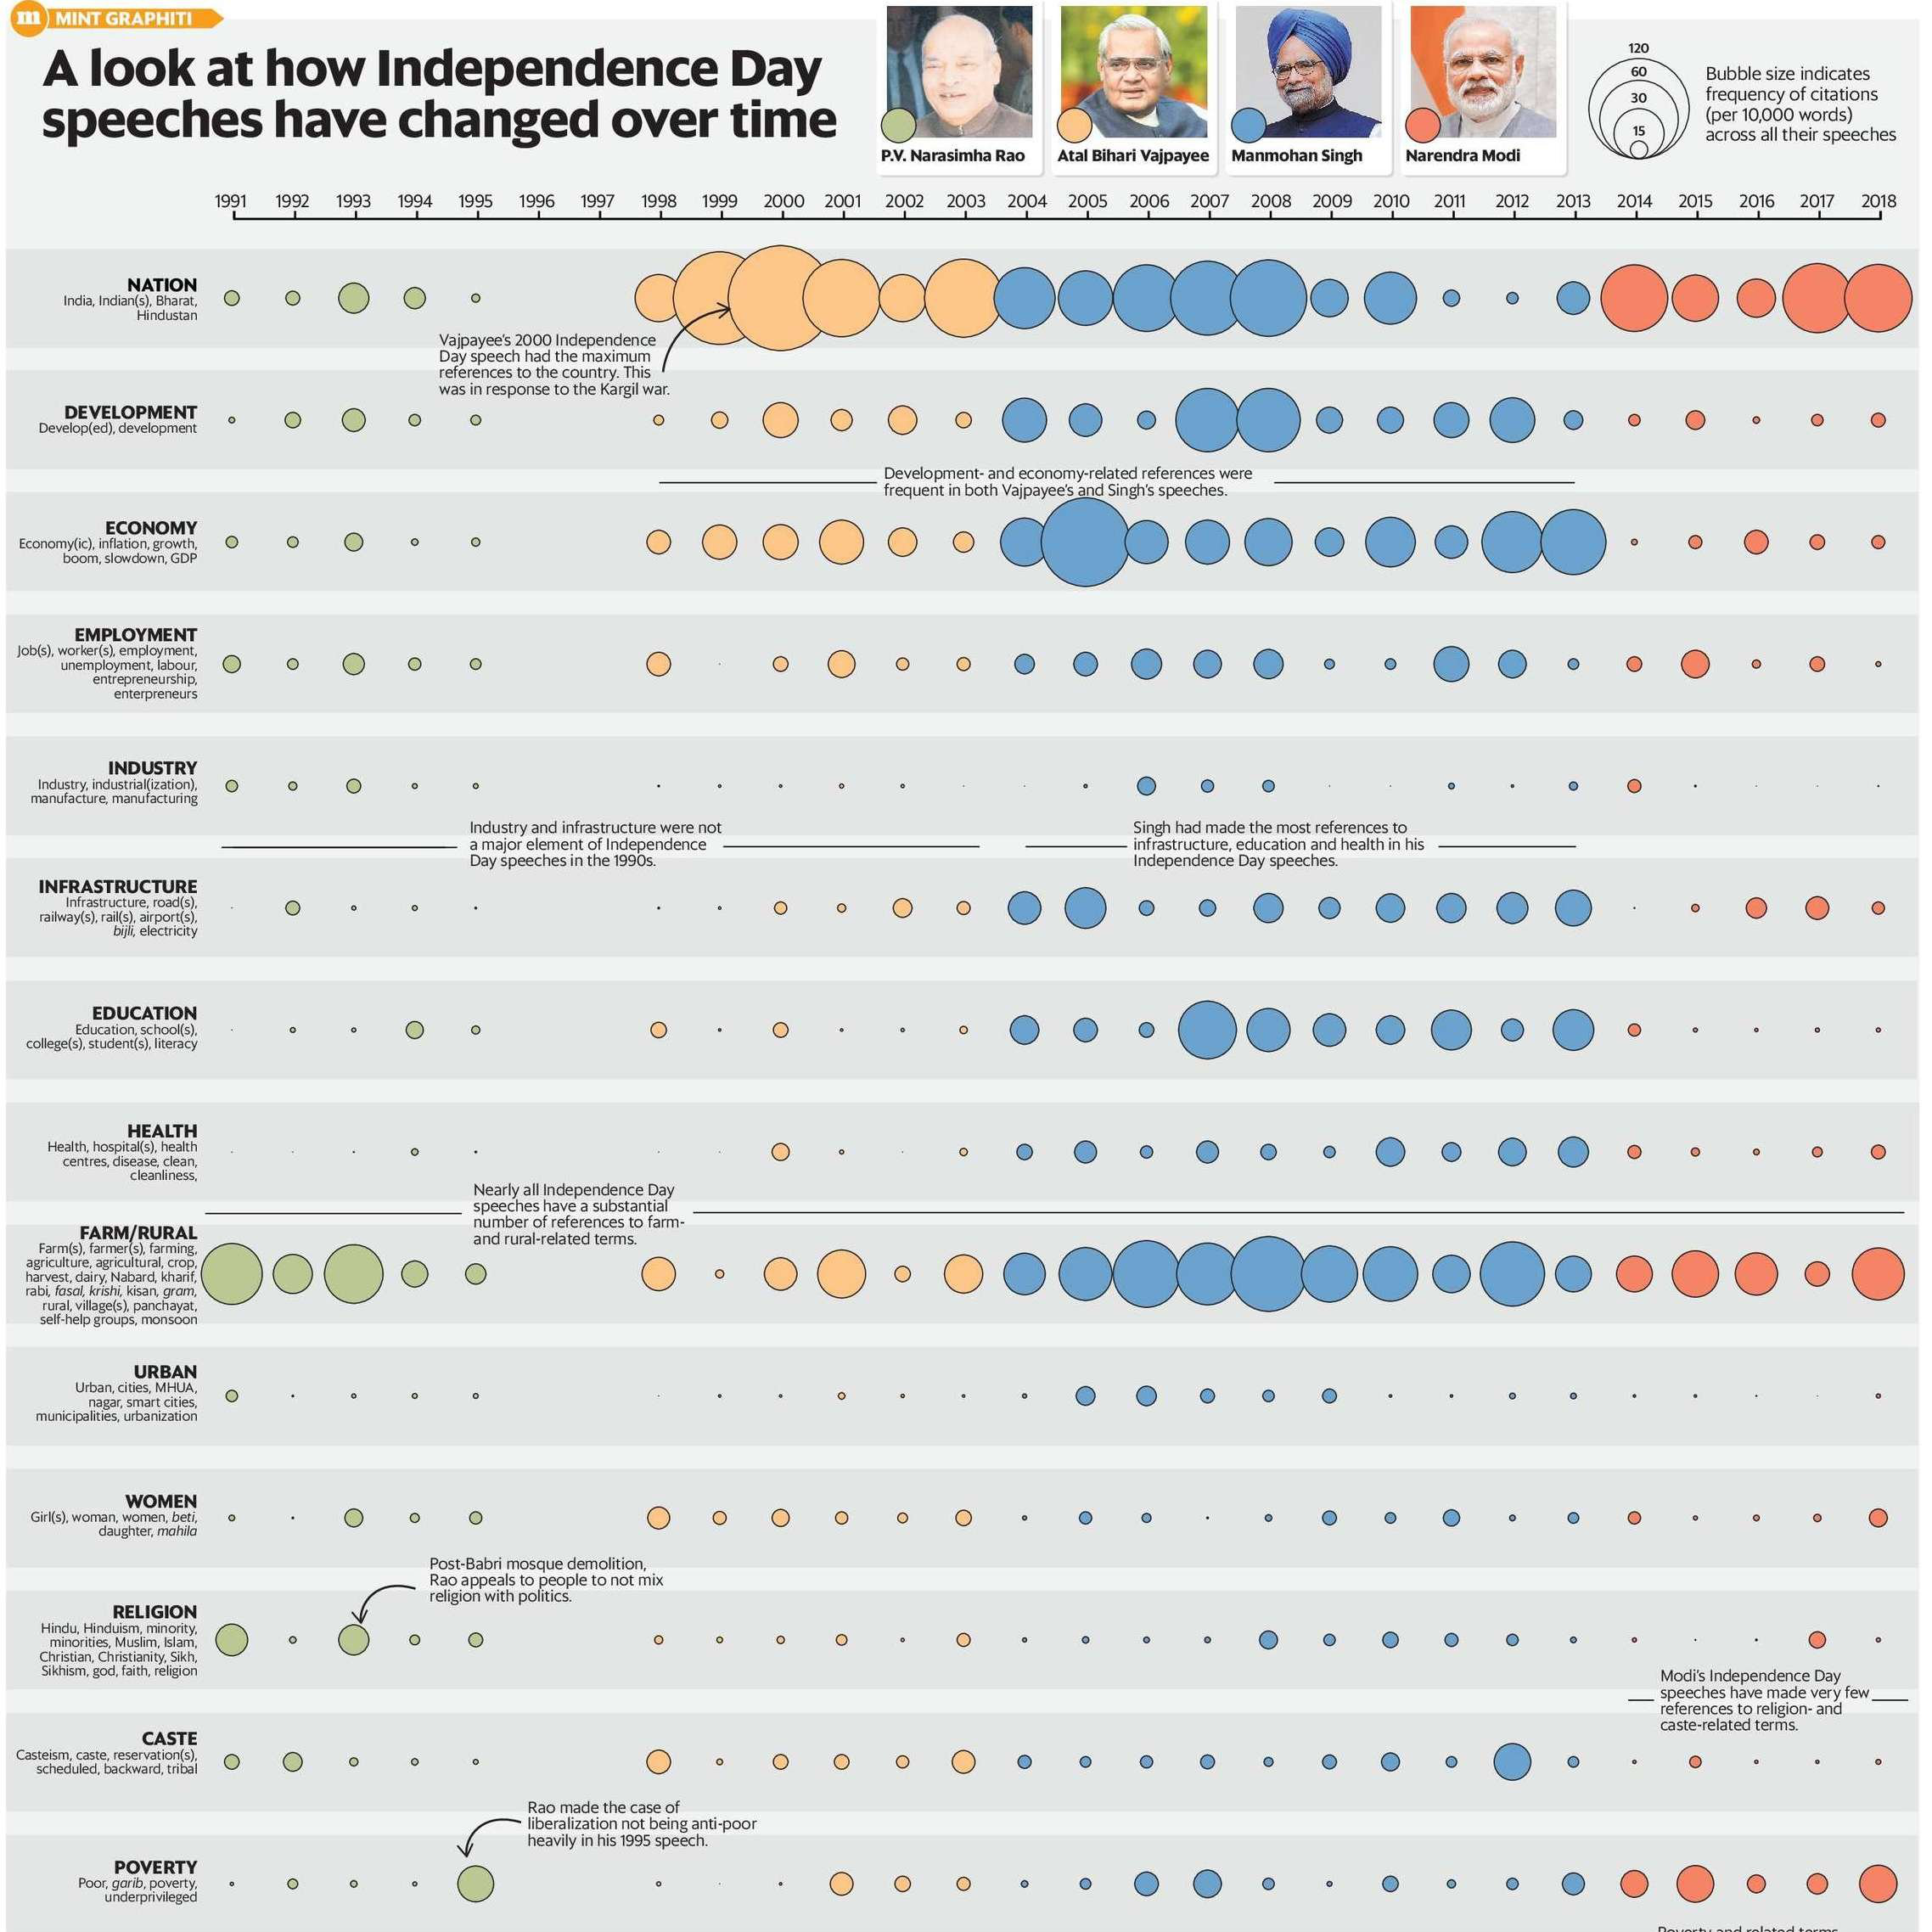 m MINT GRAPHITI
A look at how Independence Day
speeches have changed over time
P.V. Narasimha Rao
Atal Bihari Vajpayee
Manmohan Singh
Narendra Modi
120
60
30
15
Bubble size indicates
frequency of citations
(per 10,000 words)
across all their speeches
1991 1992 1993 1994 1995 1996 1997 1998 1999 2000 2001 2002 2003 2004 2005 2006 2007 2008 2009 2010 2011 2012 2013 2014 2015 2016 2017 2018
NATION
India, Indian(s), Bharat,
Hindustan
Vajpayee's 2000 Independence
Day speech had the maximum
references to the country. This
was in response to the Kargil war.
DEVELOPMENT
Develop(ed), development
Development- and economy-related references were
frequent in both Vajpayee's and Singh's speeches.
ECONOMY
Economy(ic), inflation, growth,
boom, slowdown, GDP
EMPLOYMENT
Job(s), worker(s), employment,
unemployment, labour,
entrepreneurship,
enterpreneurs
INDUSTRY
Industry, industrial(ization),
manufacture, manufacturing
Industry and infrastructure were not
a major element of Independence
Day speeches in the 1990s.
Singh had made the most references to
infrastructure, education and health in his
Independence Day speeches.
INFRASTRUCTURE
Infrastructure, road(s),
railway(s), rail(s), airport(s),
bijli, electricity
EDUCATION
Education, school(s),
college(s), student(s), literacy
HEALTH
Health, hospital(s), health
centres, disease, clean,
cleanliness,
Nearly all Independence Day
speeches have a substantial
number of references to farm-
and rural-related terms.
FARM/RURAL
Farm(s), farmer(s), farming,
agriculture, agricultural, crop,
harvest, dairy, Nabard, kharif,
rabi, fasal, krishi, kisan, gram,
rural, village(s), panchayat,
self-help groups, monsoon
URBAN
Urban, cities, MHUA,
nagar, smart cities,
municipalities, urbanization
WOMEN
Girl(s), woman, women, beti,
daughter, mahila
Post-Babri mosque demolition,
Rao appeals to people to not mix
religion with politics.
RELIGION
Hindu, Hinduism, minority,
minorities, Muslim, Islam,
Christian, Christianity, Sikh,
Sikhism, god, faith, religion
Modi's Independence Day
speeches have made very few
references to religion- and
caste-related terms.
CASTE
Casteism, caste, reservation(s),
scheduled, backward, tribal
Rao made the case of
liberalization not being anti-poor
heavily in his 1995 speech.
POVERTY
Poor, garib, poverty,
underprivileged
Poverty and related terms